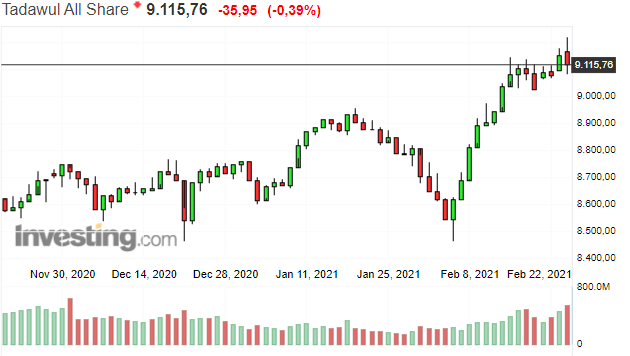 Tadawul All Share 9.115,76 -35,95 (-0,39%)
9.115,76
9.000,00
8.900,00
8.800,00
8.700,00
8.600,00
8.500,00
8.400,00
Investing.com
Nov 30, 2020 Dec 14, 2020 Dec 28, 2020 Jan 11, 2021 Jan 25, 2021 Feb 8, 2021 Feb 22, 2021
800.0M
0